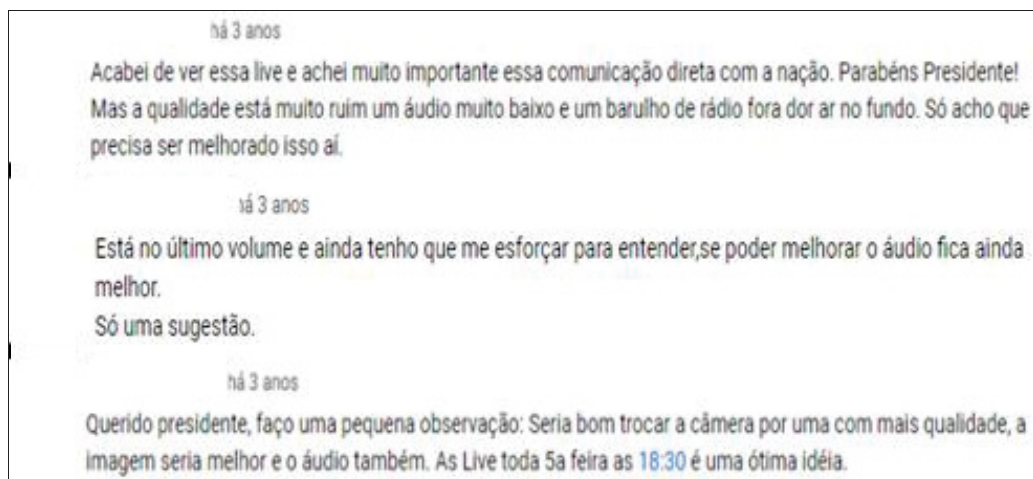 há 3 anos
Acabei de ver essa live e achei muito importante essa comunicação direta com a nação. Parabéns Presidente!
Mas a qualidade está muito ruim um áudio muito baixo e um barulho de rádio fora dor ar no fundo. Só acho que
precisa ser melhorado isso aí.
há 3 anos
Está no último volume e ainda tenho que me esforçar para entender,se poder melhorar o áudio fica ainda
melhor.
Só uma sugestão.
há 3 anos
Querido presidente, faço uma pequena observação: Seria bom trocar a câmera por uma com mais qualidade, a
imagem seria melhor e o áudio também. As Live toda 5a feira as 18:30 é uma ótima idéia.